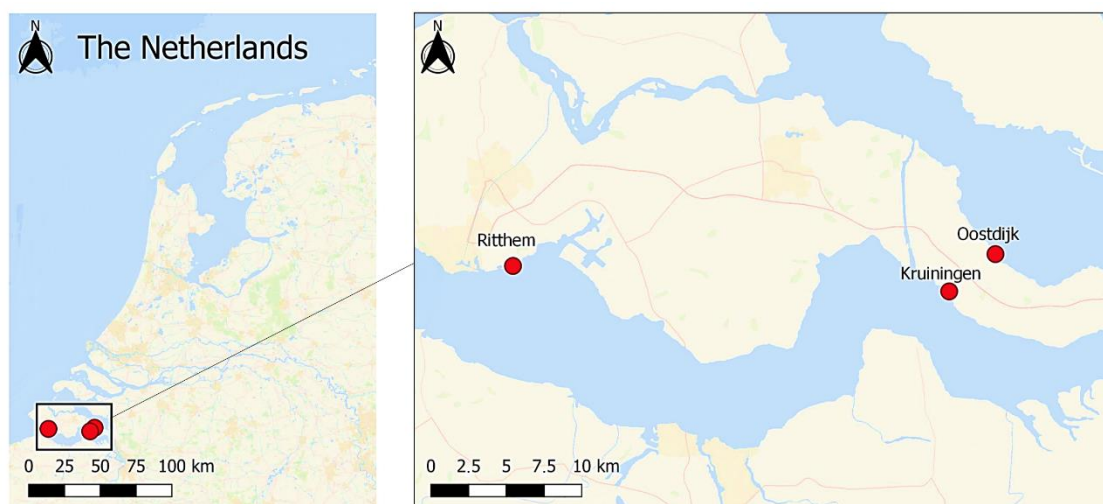 N
The Netherlands
0 25 50 75 100 km
N
Ritthem
Oostdijk
Kruiningen
0 2.5 5 7.5 10 km